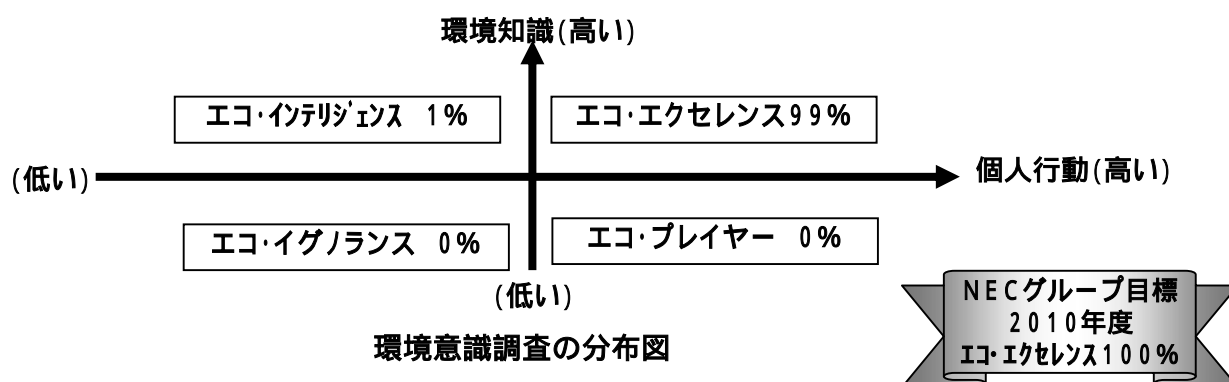 環境知識(高い)
エコ・インテリジェンス 1%
エコ・エクセレンス99%
(低い)
個人行動(高い)
エコ・イグノランス 0%
エコ・プレイヤー 0%
(低い)
環境意識調査の分布図
NECグループ目標
2010年度
エコ・エクセレンス100%